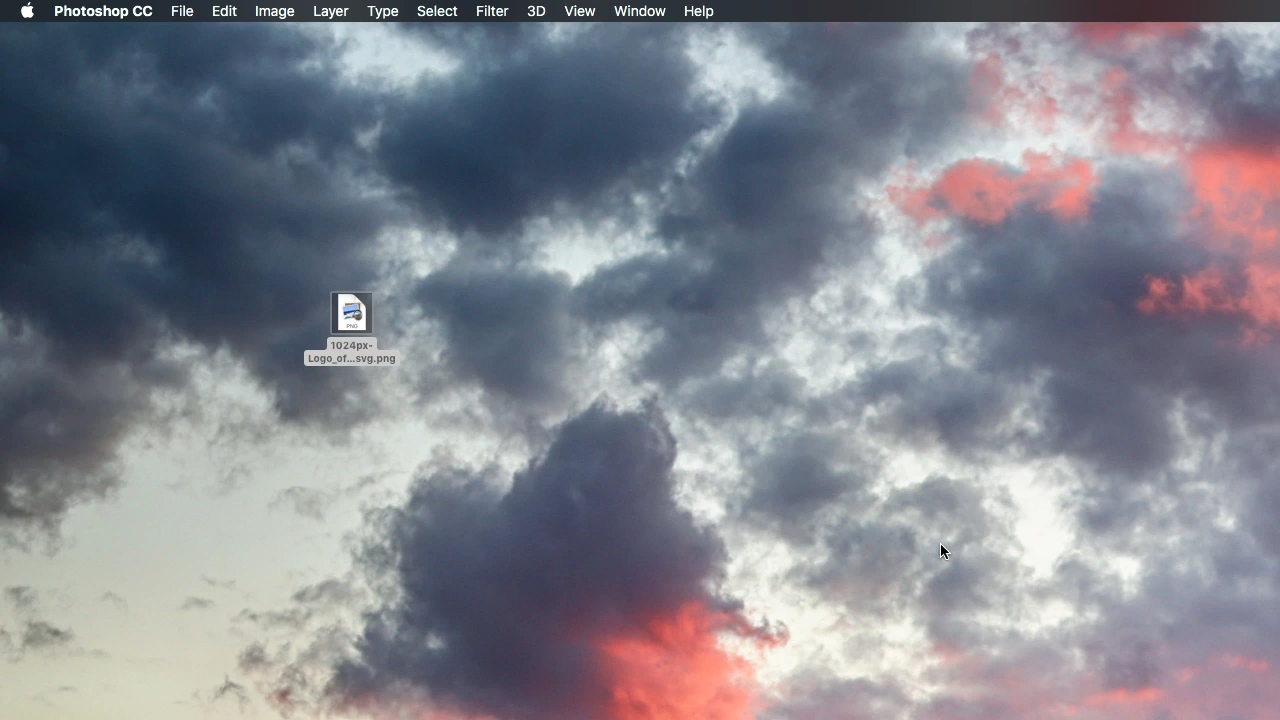 Photoshop CC File Edit Image Layer Type Select Filter 3D View Window Help
PNG
1024px-
Logo_of...svg.png